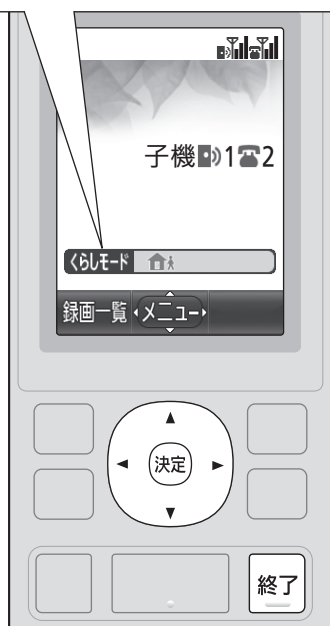 子機 1 2
くらしモード
録画一覧 メニュー
決定
終了